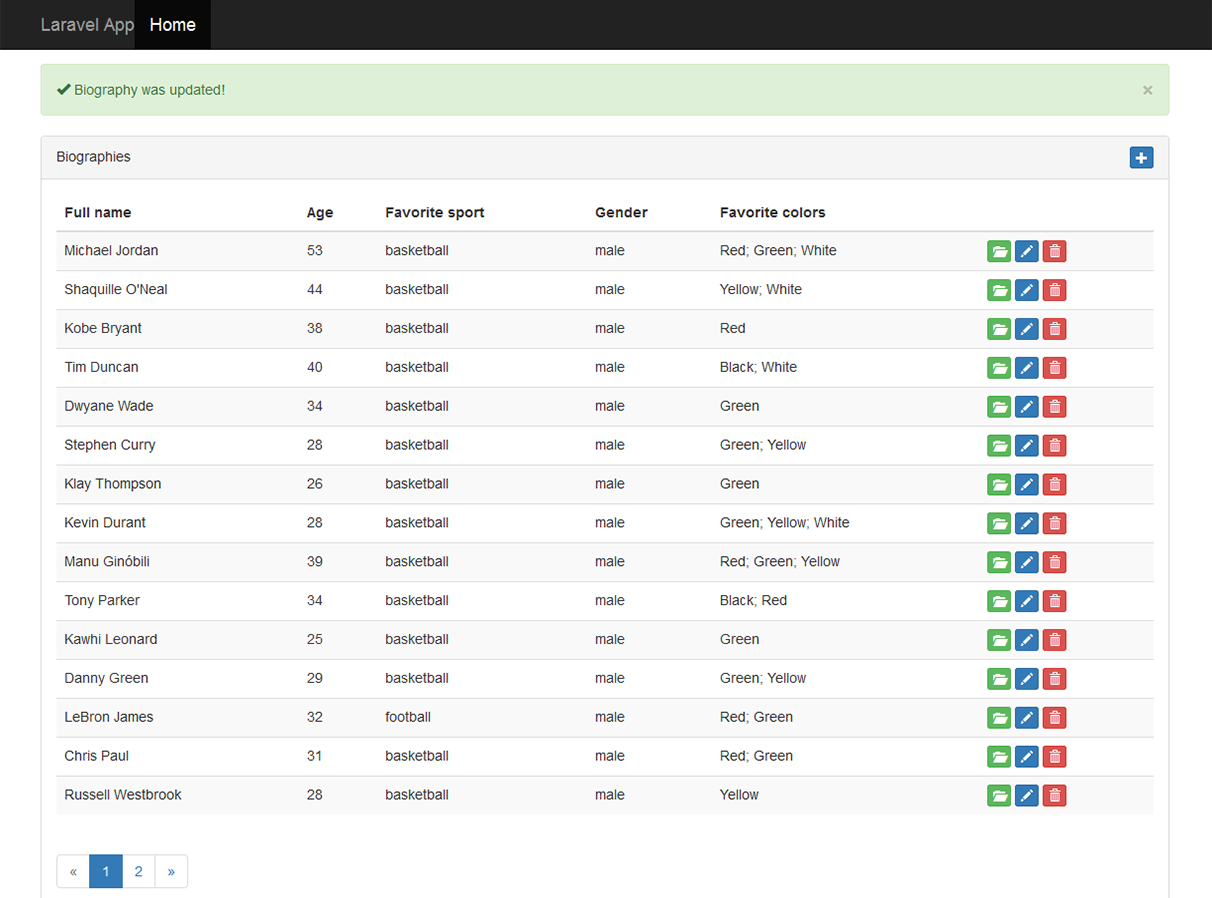 Laravel App Home
Biography was updated! ×
Biographies
Full name Age Favorite sport Gender Favorite colors
Michael Jordan 53 basketball male Red; Green; White
Shaquille O'Neal 44 basketball male Yellow; White
Kobe Bryant 38 basketball male Red
Tim Duncan 40 basketball male Black; White
Dwyane Wade 34 basketball male Green
Stephen Curry 28 basketball male Green; Yellow
Klay Thompson 26 basketball male Green
Kevin Durant 28 basketball male Green; Yellow; White
Manu Ginóbili 39 basketball male Red; Green; Yellow
Tony Parker 34 basketball male Black; Red
Kawhi Leonard 25 basketball male Green
Danny Green 29 basketball male Green; Yellow
LeBron James 32 football male Red; Green
Chris Paul 31 basketball male Red; Green
Russell Westbrook 28 basketball male Yellow
« 1 2 »